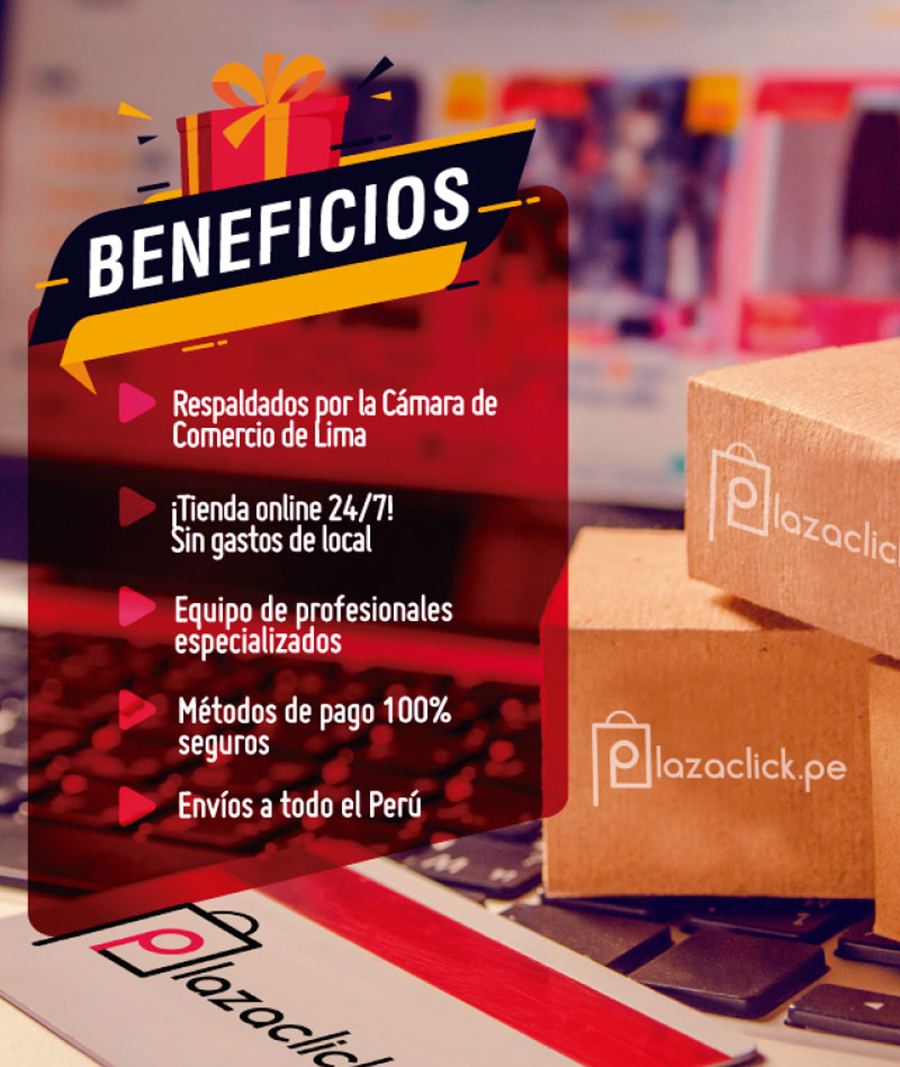 BENEFICIOS
Respaldados por la Cámara de
Comercio de Lima
¡Tienda online 24/7!
Sin gastos de local
Equipo de profesionales
especializados
Métodos de pago 100%
seguros
Envíos a todo el Perú
Plazaclick
Plazaclick.pe
Plazaclick